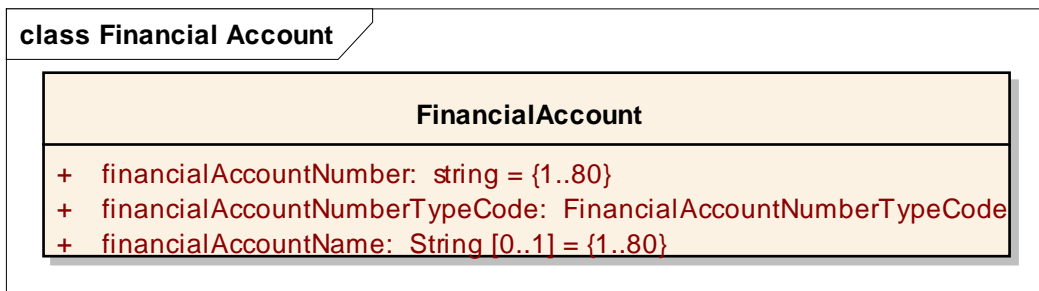 class Financial Account
FinancialAccount
+ financialAccountNumber: string = {1..80}
+ financialAccountNumberTypeCode: FinancialAccountNumberTypeCode
+ financialAccountName: String [0..1] = {1..80}